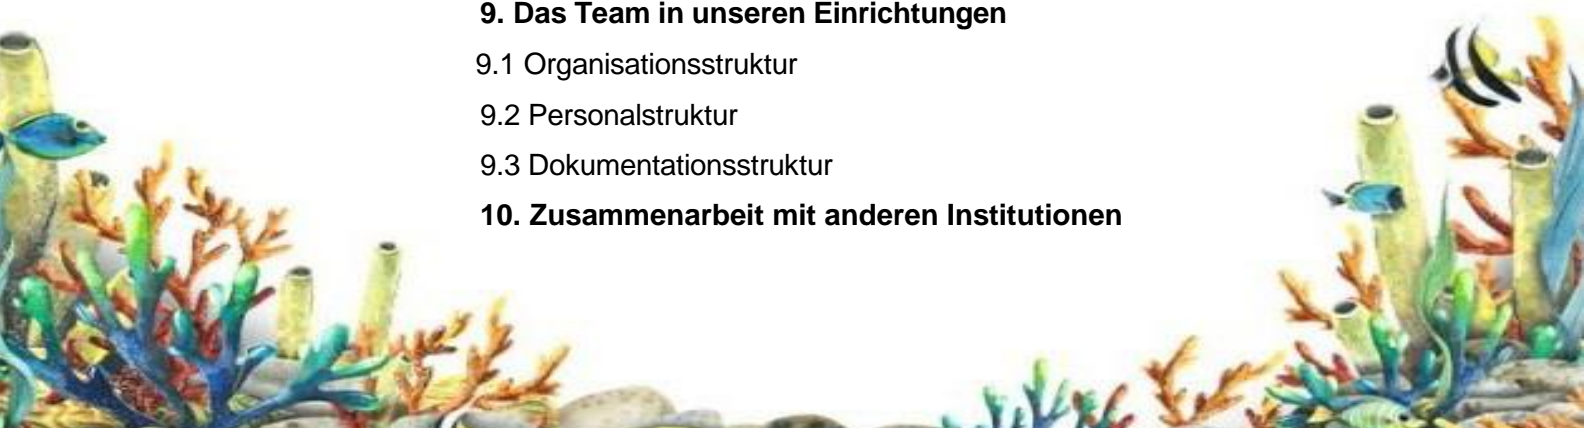 9. Das Team in unseren Einrichtungen
9.1 Organisationsstruktur
9.2 Personalstruktur
9.3 Dokumentationsstruktur
10. Zusammenarbeit mit anderen Institutionen